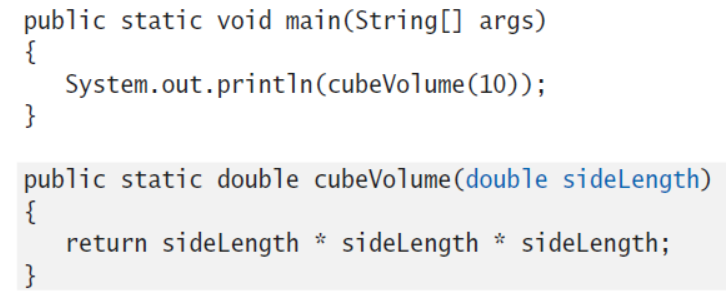 public static void main(String[] args)
{
   System.out.println(cubeVolume(10));
}
public static double cubeVolume(double sideLength)
{
   return sideLength * sideLength * sideLength;
}